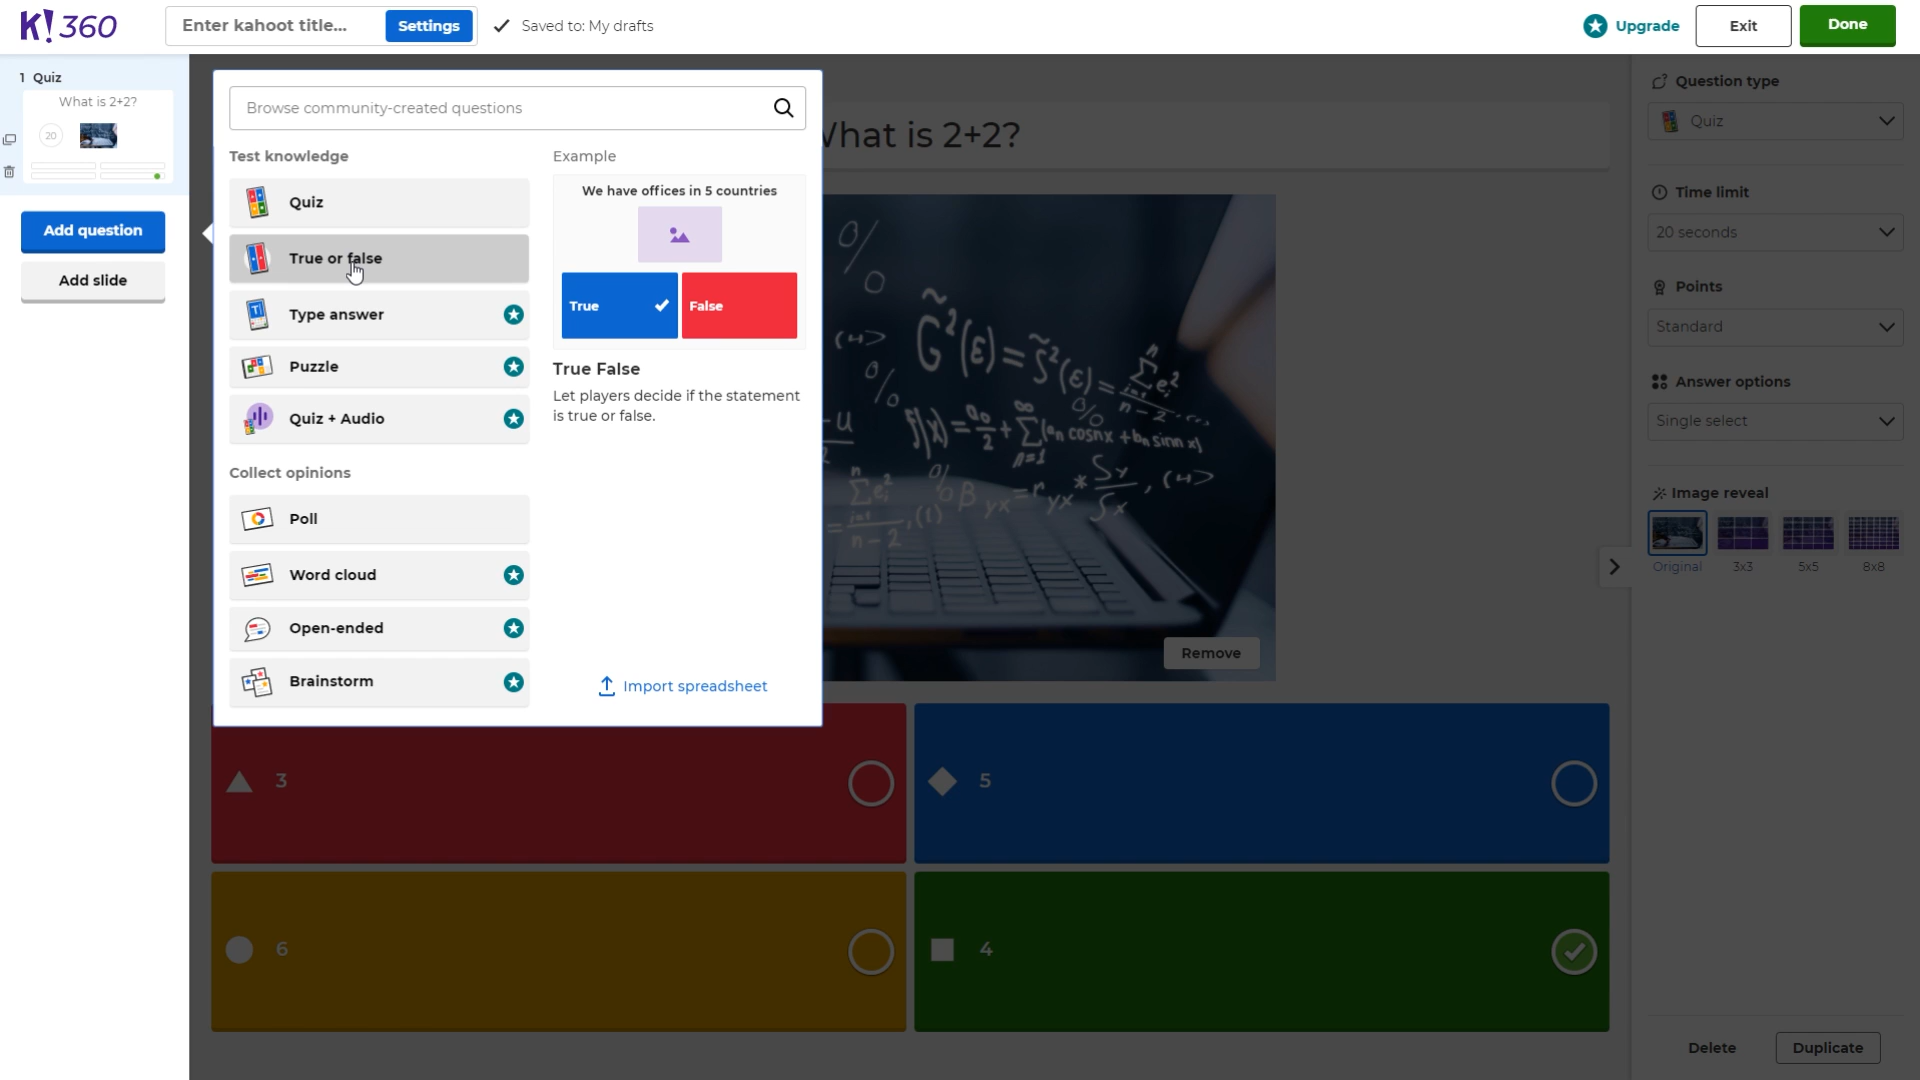 K! 360
Enter kahoot title...
Settings
Saved to: My drafts
Upgrade
Exit
Done
1 Quiz
What is 2+2?
20
Add question
Add slide
Browse community-created questions
Test knowledge
Quiz
True or false
Type answer
Puzzle
Quiz + Audio
Collect opinions
Poll
Word cloud
Open-ended
Brainstorm
Example
We have offices in 5 countries
True
False
True False
Let players decide if the statement
is true or false.
Import spreadsheet
What is 2+2?
Remove
3
5
6
4
Question type
Quiz
Time limit
20 seconds
Points
Standard
Answer options
Single select
Image reveal
Original
3x3
5x5
8x8
Delete
Duplicate